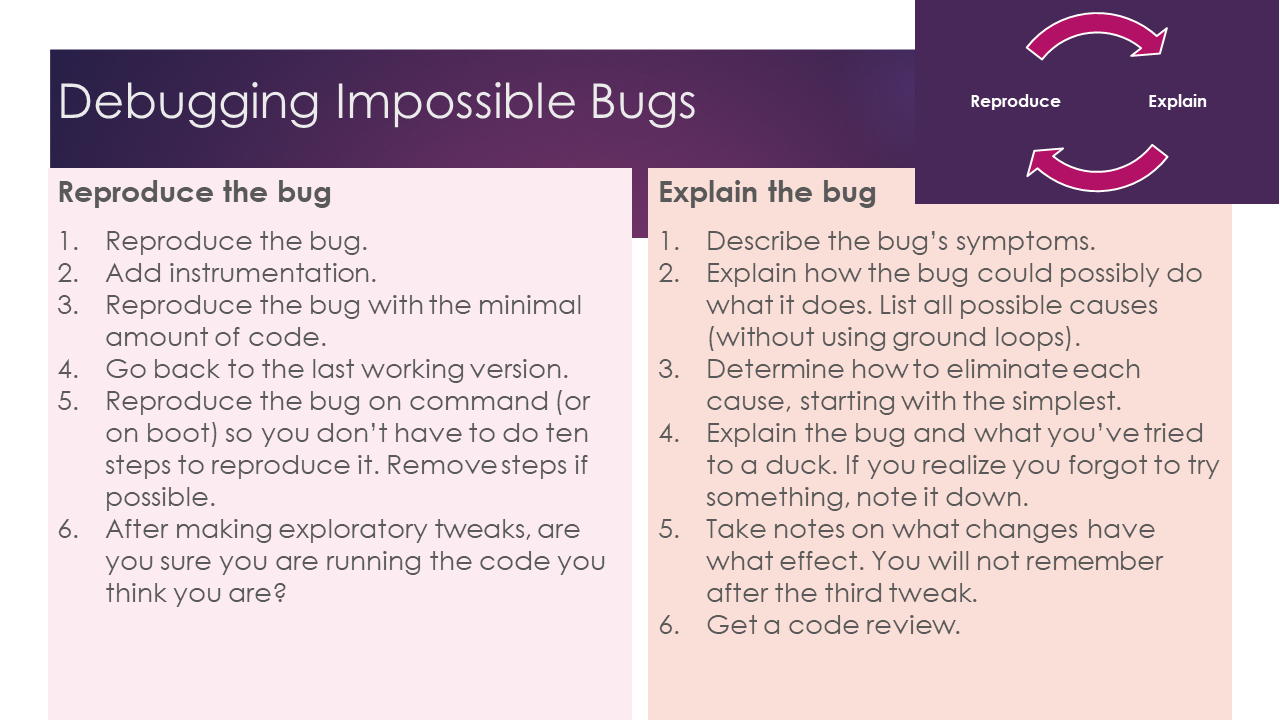 Debugging Impossible Bugs
Reproduce
Explain
Reproduce the bug
1. Reproduce the bug.
2. Add instrumentation.
3. Reproduce the bug with the minimal
amount of code.
4. Go back to the last working version.
5. Reproduce the bug on command (or
on boot) so you don’t have to do ten
steps to reproduce it. Remove steps if
possible.
6. After making exploratory tweaks, are
you sure you are running the code you
think you are?
Explain the bug
1. Describe the bug’s symptoms.
2. Explain how the bug could possibly do
what it does. List all possible causes
(without using ground loops).
3. Determine how to eliminate each
cause, starting with the simplest.
4. Explain the bug and what you’ve tried
to a duck. If you realize you forgot to try
something, note it down.
5. Take notes on what changes have
what effect. You will not remember
after the third tweak.
6. Get a code review.